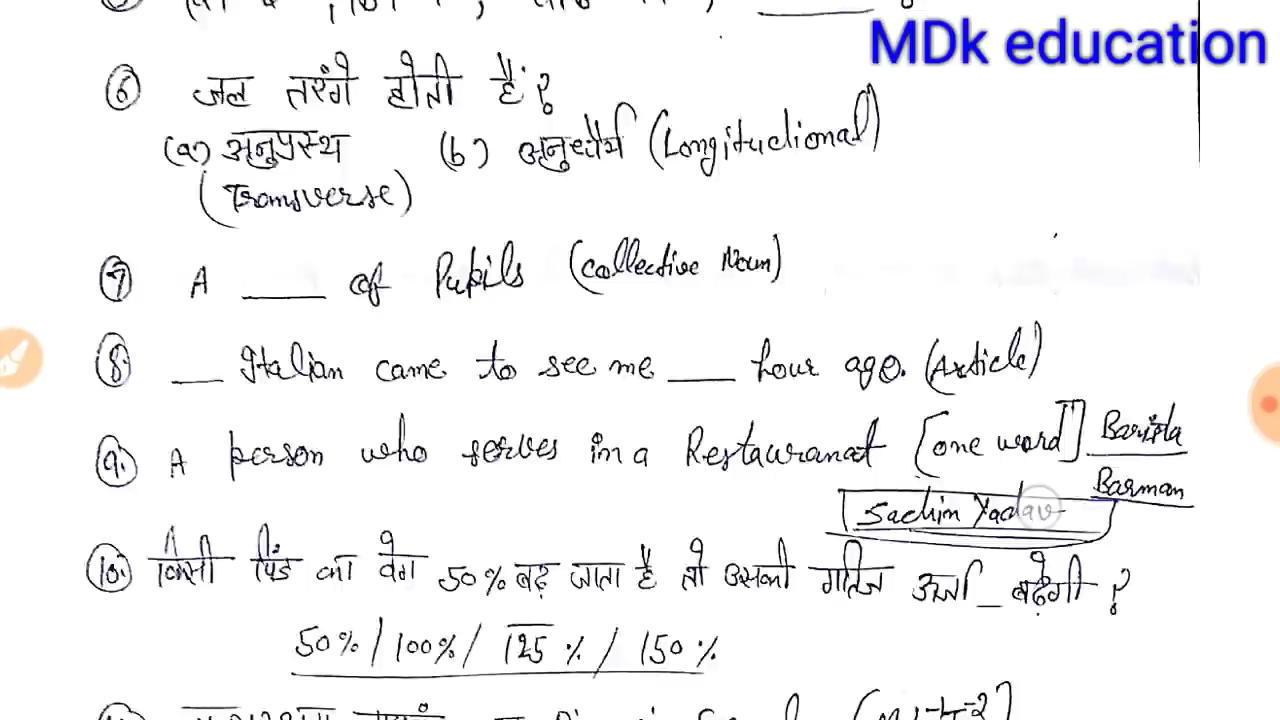 MDk education
⑥ जल तरंगे होती हैं?
(a) अनुप्रस्थ (b) अनुधौर्य (Longitudional)
(Transverse)
⑦ A ____ of Pupils (collective Noun)
⑧ __ Italian came to see me ___ hour ago. (Article)
⑨ A person who serves in a Restauranat [one word] Barista
Barman
Sachin Yadav
⑩ किसी पिंड का वेग 50% बढ़ जाता है तो उसकी गतिज ऊर्जा _ बढ़ेगी?
50% / 100% / 125 % / 150 %